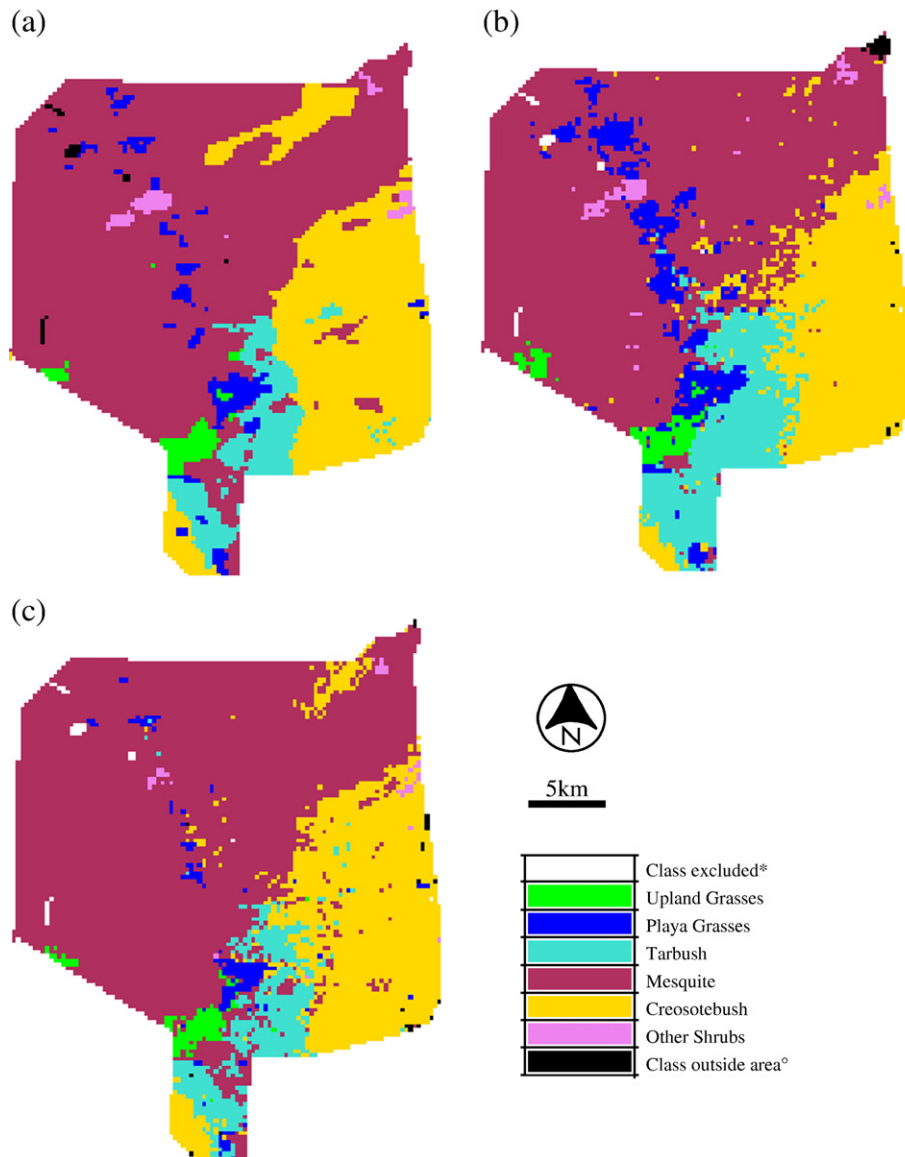 (a)
(b)
(c)
N
5km
Class excluded*
Upland Grasses
Playa Grasses
Tarbush
Mesquite
Creosotebush
Other Shrubs
Class outside area°